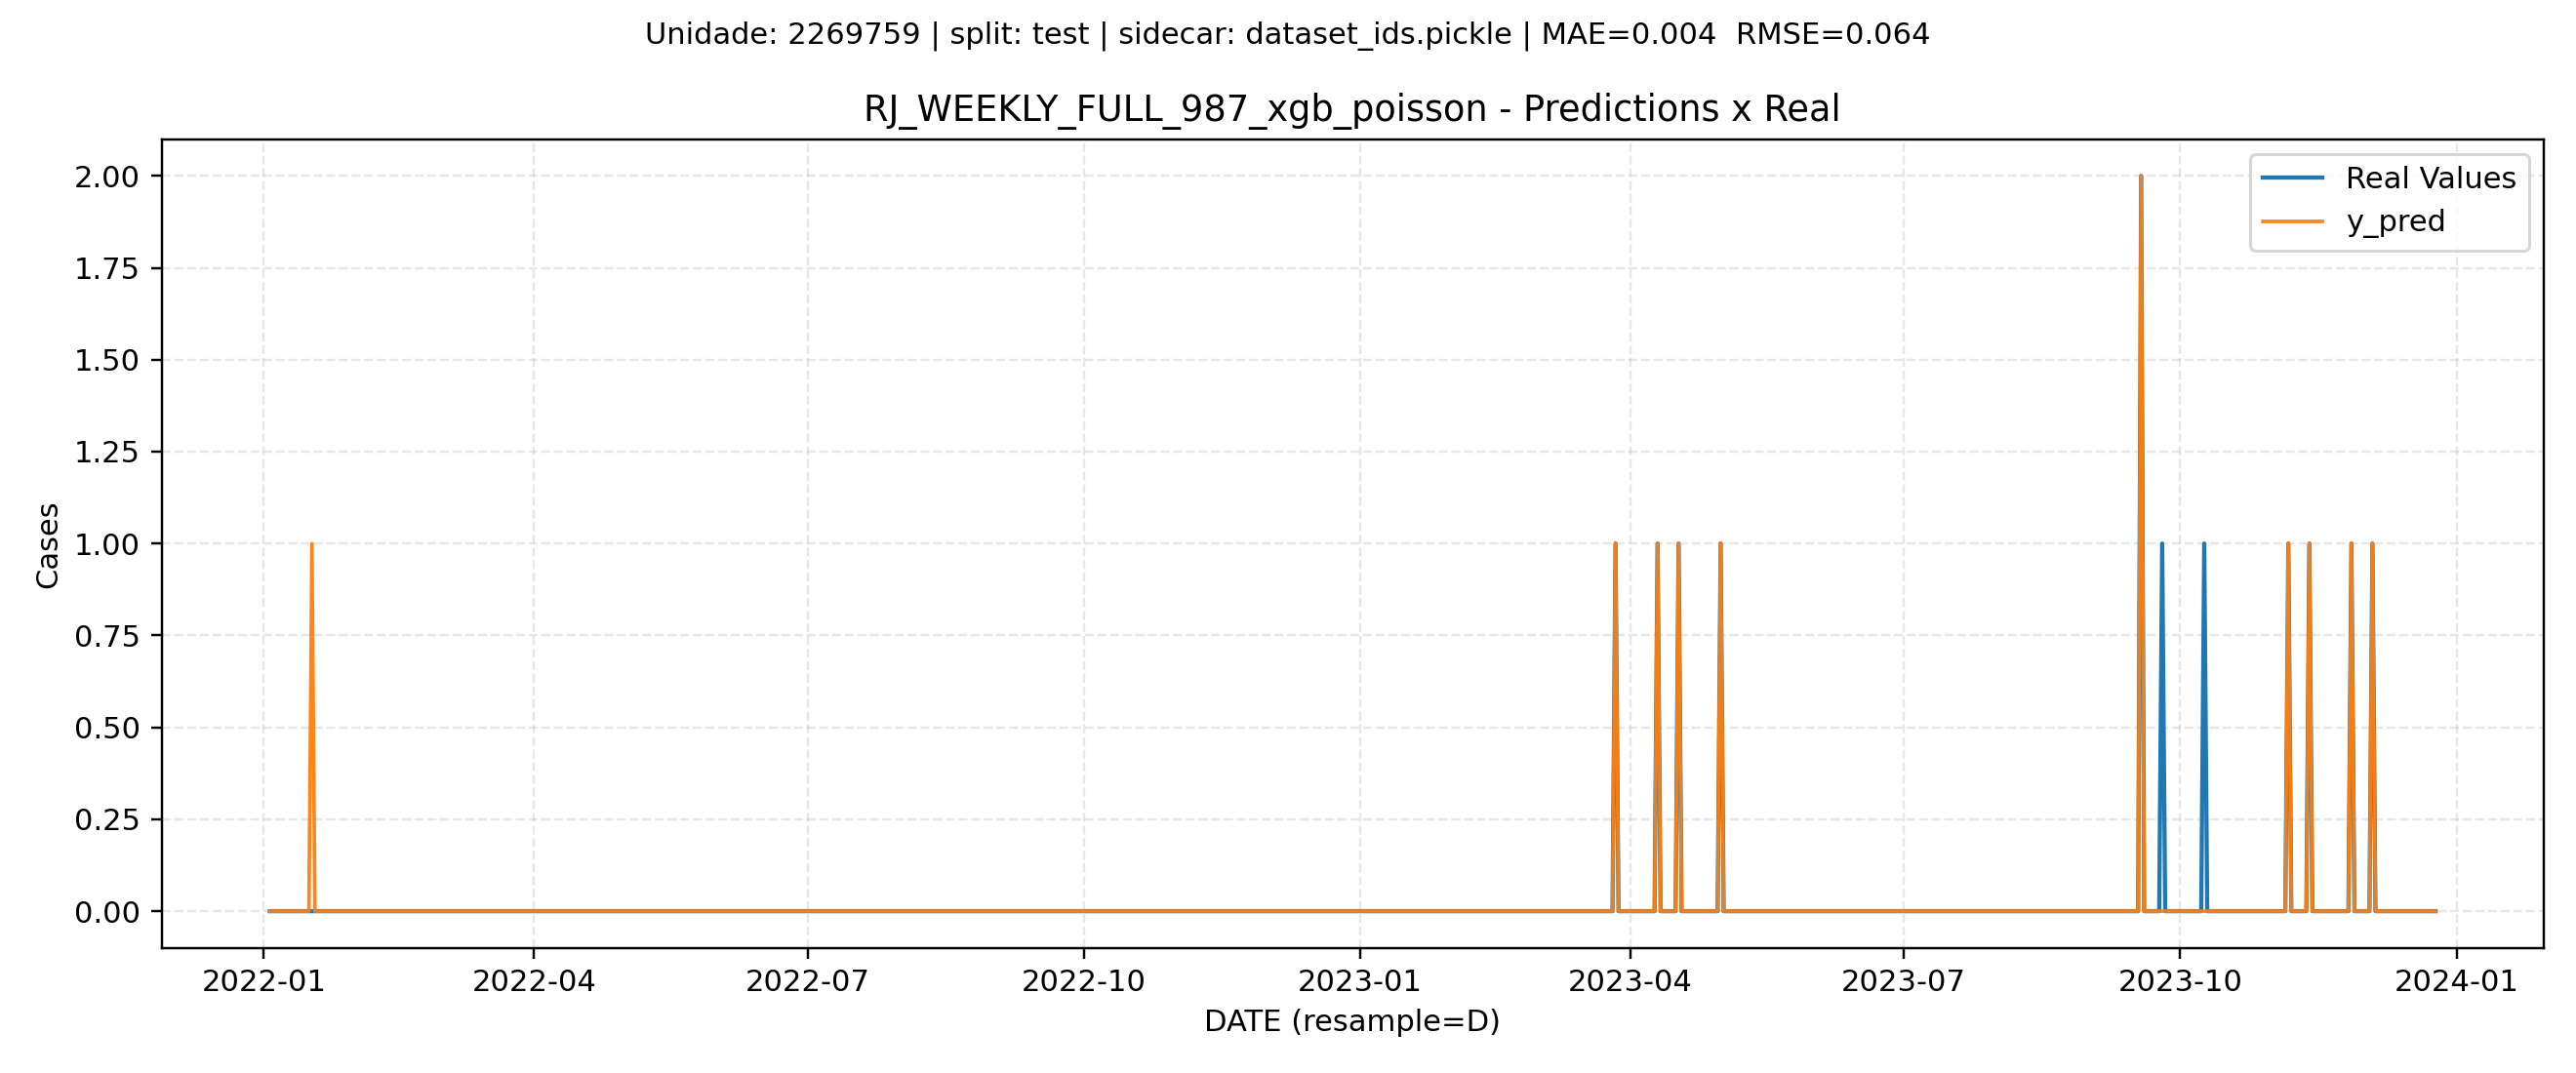 Unidade: 2269759 | split: test | sidecar: dataset_ids.pickle | MAE=0.004  RMSE=0.064
RJ_WEEKLY_FULL_987_xgb_poisson - Predictions x Real
Real Values
y_pred
2.00
1.75
1.50
1.25
1.00
0.75
0.50
0.25
0.00
Cases
2022-01 2022-04 2022-07 2022-10 2023-01 2023-04 2023-07 2023-10 2024-01
DATE (resample=D)